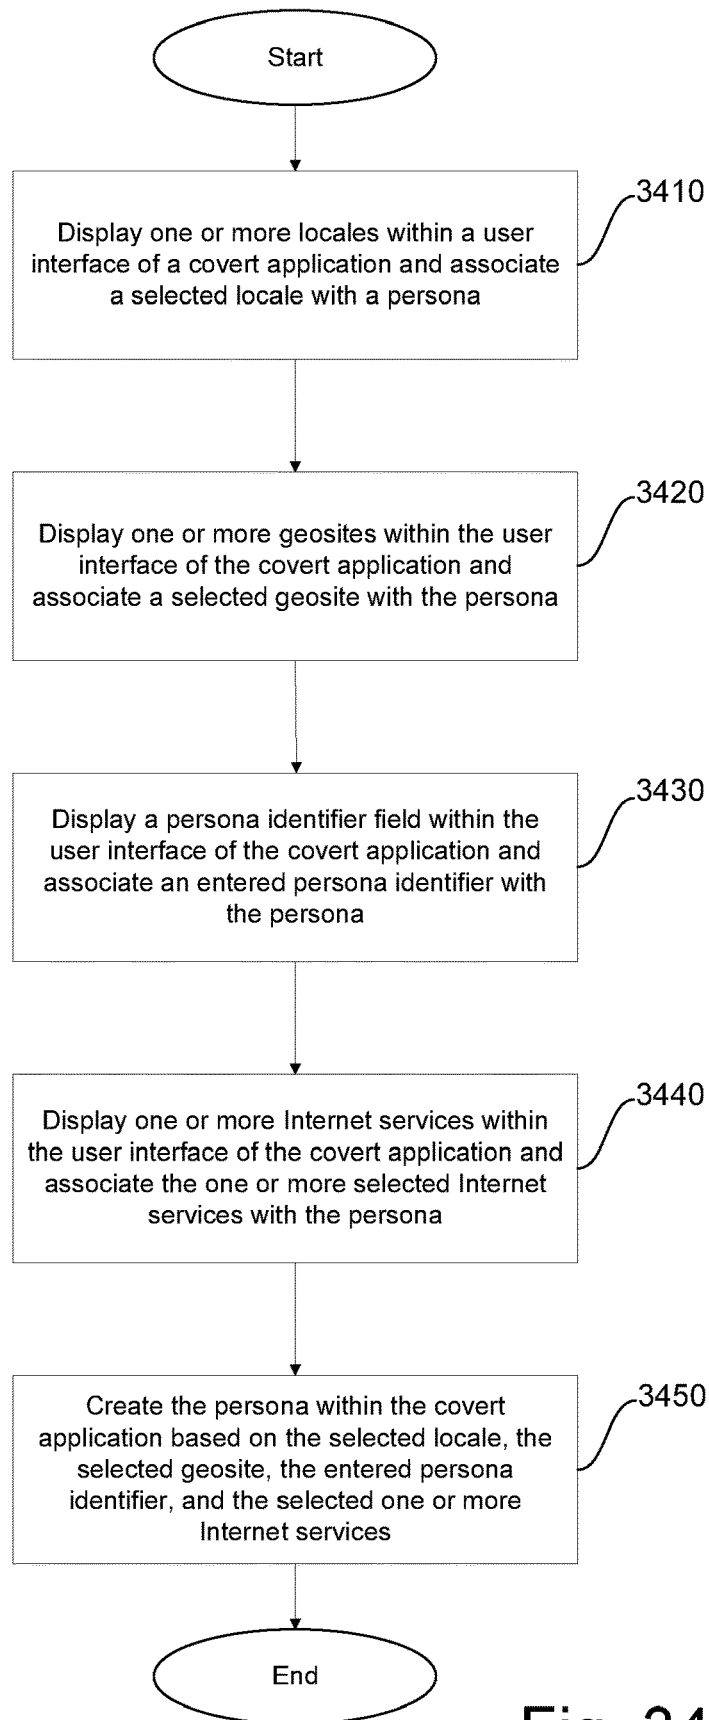 Start
3410
Display one or more locales within a user
interface of a covert application and associate
a selected locale with a persona
3420
Display one or more geosites within the user
interface of the covert application and
associate a selected geosite with the persona
3430
Display a persona identifier field within the
user interface of the covert application and
associate an entered persona identifier with
the persona
3440
Display one or more Internet services within
the user interface of the covert application and
associate the one or more selected Internet
services with the persona
3450
Create the persona within the covert
application based on the selected locale, the
selected geosite, the entered persona
identifier, and the selected one or more
Internet services
End
Fig. 34